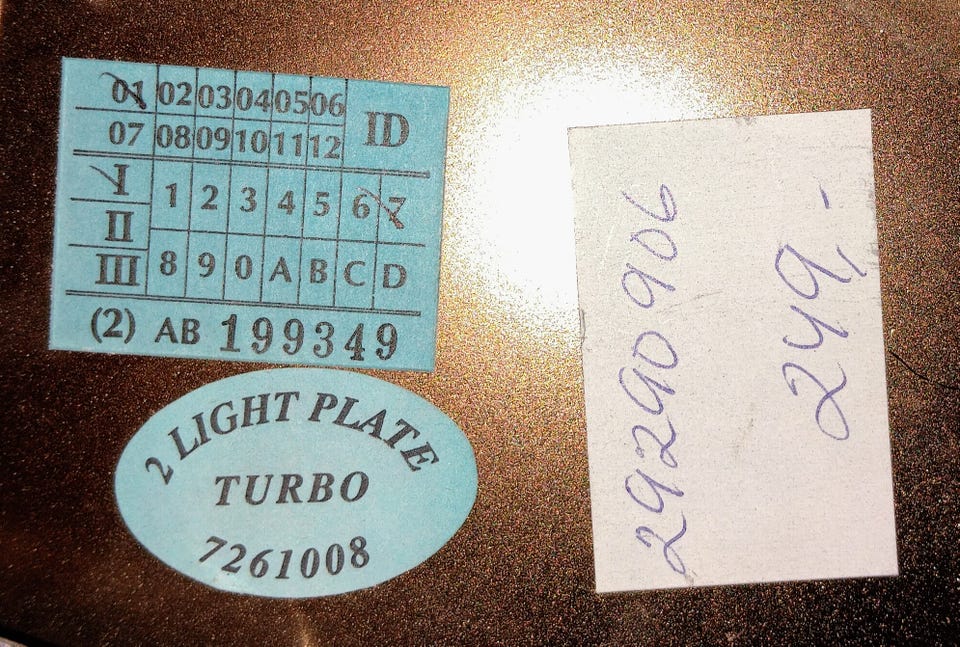 01 02 03 04 05 06 ID
07 08 09 10 11 12
I 1 2 3 4 5 6 7
II
III 8 9 0 A B C D
(2) AB 199349
2 LIGHT PLATE
TURBO
7261008
29290906
249,-